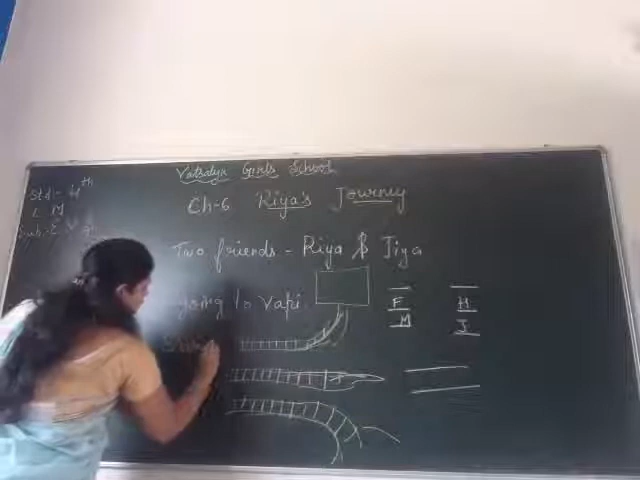 Vatsalya Girls School
Std - 4th
Ch-6 Riya's Journey
E M
Two friends - Riya & Jiya
going to Vapi.
F
H
M
J